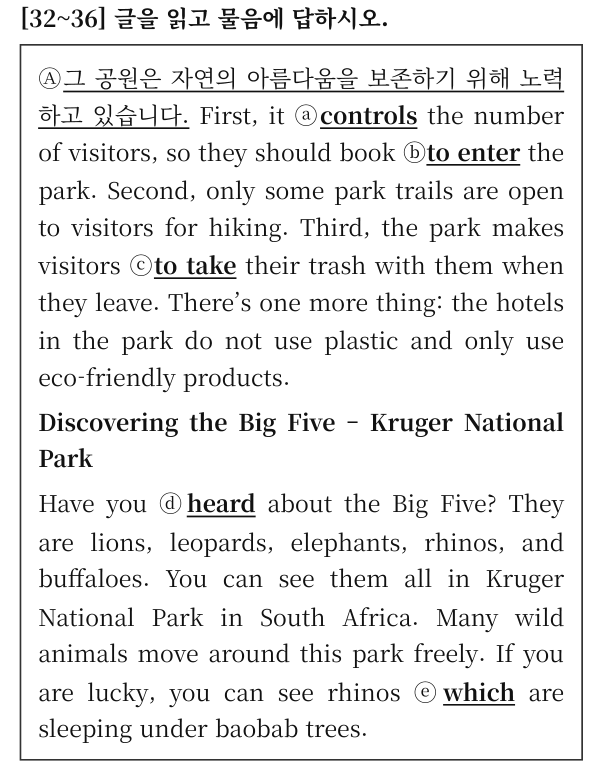 [32~36] 글을 읽고 물음에 답하시오.
Ⓐ그 공원은 자연의 아름다움을 보존하기 위해 노력
하고 있습니다. First, it ⓐcontrols the number
of visitors, so they should book ⓑto enter the
park. Second, only some park trails are open
to visitors for hiking. Third, the park makes
visitors ⓒto take their trash with them when
they leave. There’s one more thing: the hotels
in the park do not use plastic and only use
eco-friendly products.
Discovering the Big Five – Kruger National
Park
Have you ⓓheard about the Big Five? They
are lions, leopards, elephants, rhinos, and
buffaloes. You can see them all in Kruger
National Park in South Africa. Many wild
animals move around this park freely. If you
are lucky, you can see rhinos ⓔwhich are
sleeping under baobab trees.